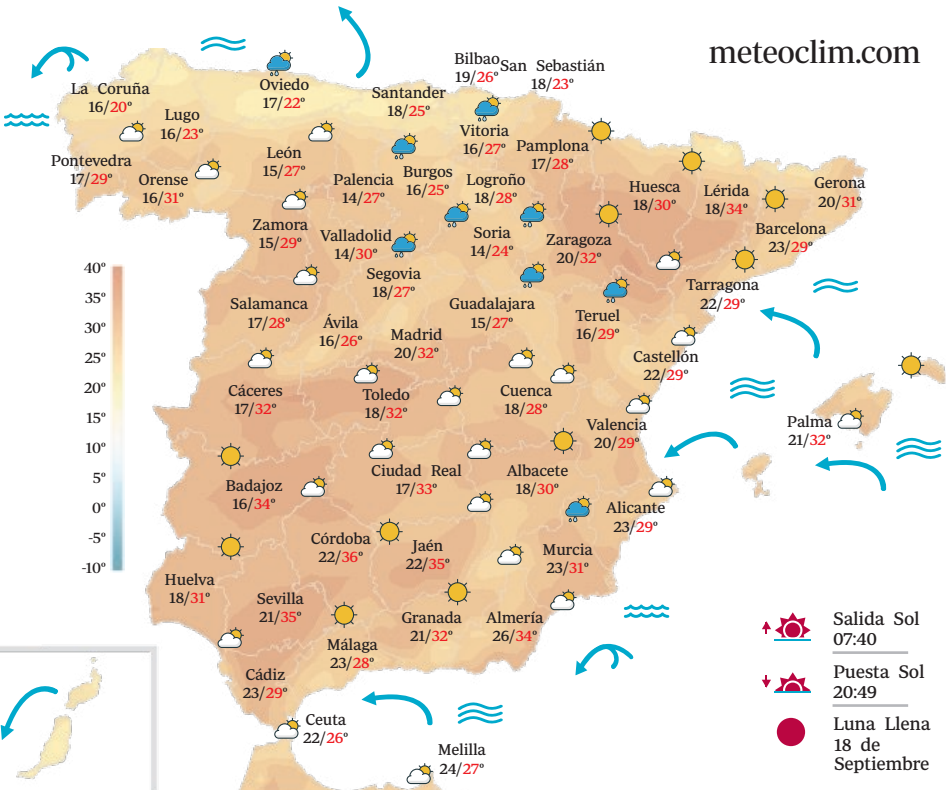 meteoclim.com
Bilbao
19/26º
San Sebastián
18/23º
La Coruña
16/20º
Oviedo
17/22º
Santander
18/25º
Lugo
16/23º
Vitoria
16/27º
Pamplona
17/28º
León
15/27º
Pontevedra
17/29º
Orense
16/31º
Palencia
14/27º
Burgos
16/25º
Logroño
18/28º
Huesca
18/30º
Lérida
18/34º
Gerona
20/31º
Zamora
15/29º
Valladolid
14/30º
Soria
14/24º
Zaragoza
20/32º
Barcelona
23/29º
Segovia
18/27º
Tarragona
22/29º
Salamanca
17/28º
Guadalajara
15/27º
Teruel
16/29º
Ávila
16/26º
Madrid
20/32º
Castellón
22/29º
Cáceres
17/32º
Toledo
18/32º
Cuenca
18/28º
Valencia
20/29º
Palma
21/32º
Badajoz
16/34º
Ciudad Real
17/33º
Albacete
18/30º
Alicante
23/29º
Córdoba
22/36º
Jaén
22/35º
Murcia
23/31º
Huelva
18/31º
Sevilla
21/35º
Granada
21/32º
Almería
26/34º
Málaga
23/28º
Cádiz
23/29º
Ceuta
22/26º
Melilla
24/27º
40º
35º
30º
25º
20º
15º
10º
5º
0º
-5º
-10º
Salida Sol
07:40
Puesta Sol
20:49
Luna Llena
18 de
Septiembre